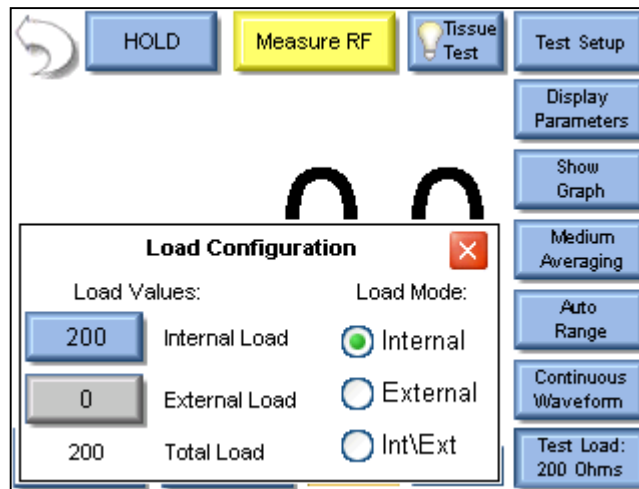 HOLD
Measure RF
Tissue
Test
Test Setup
Display
Parameters
Show
Graph
Medium
Averaging
Auto
Range
Continuous
Waveform
Test Load:
200 Ohms
Load Configuration
Load Values:
Load Mode:
200
Internal Load
Internal
0
External Load
External
200
Total Load
Int\Ext